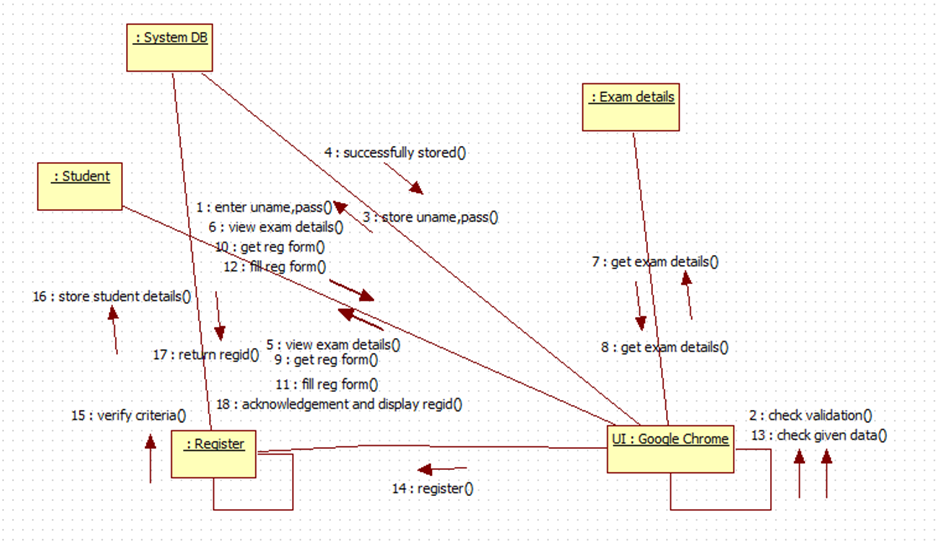 : System DB
: Exam details
4 : successfully stored()
: Student
1 : enter uname,pass()
3 : store uname,pass()
6 : view exam details()
10 : get reg form()
12 : fill reg form()
7 : get exam details()
16 : store student details()
17 : return regid()
5 : view exam details()
8 : get exam details()
9 : get reg form()
11 : fill reg form()
18 : acknowledgement and display regid()
15 : verify criteria()
2 : check validation()
13 : check given data()
: Register
UI : Google Chrome
14 : register()